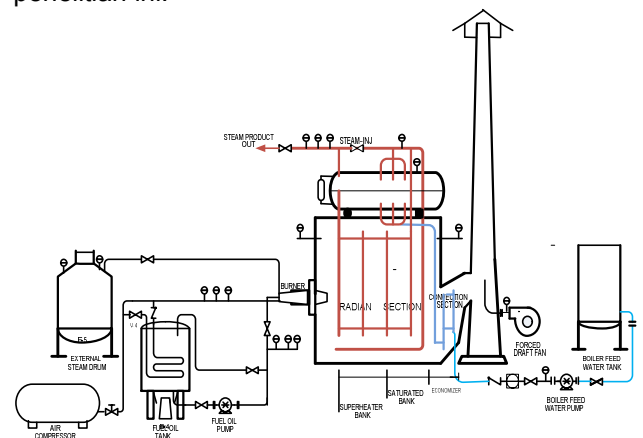 penelitian ini.
STEAM PRODUCT
OUT
STEAM-INJ
BURNER
RADIAN SECTION
CONVECTION
SECTION
FORCED
DRAFT FAN
BOILER FEED
WATER TANK
V-4
EXTERNAL
STEAM DRUM
FUEL OIL
TANK
FUEL OIL
PUMP
AIR
COMPRESSOR
SUPERHEATER
BANK
SATURATED
BANK
ECONOMIZER
BOILER FEED
WATER PUMP